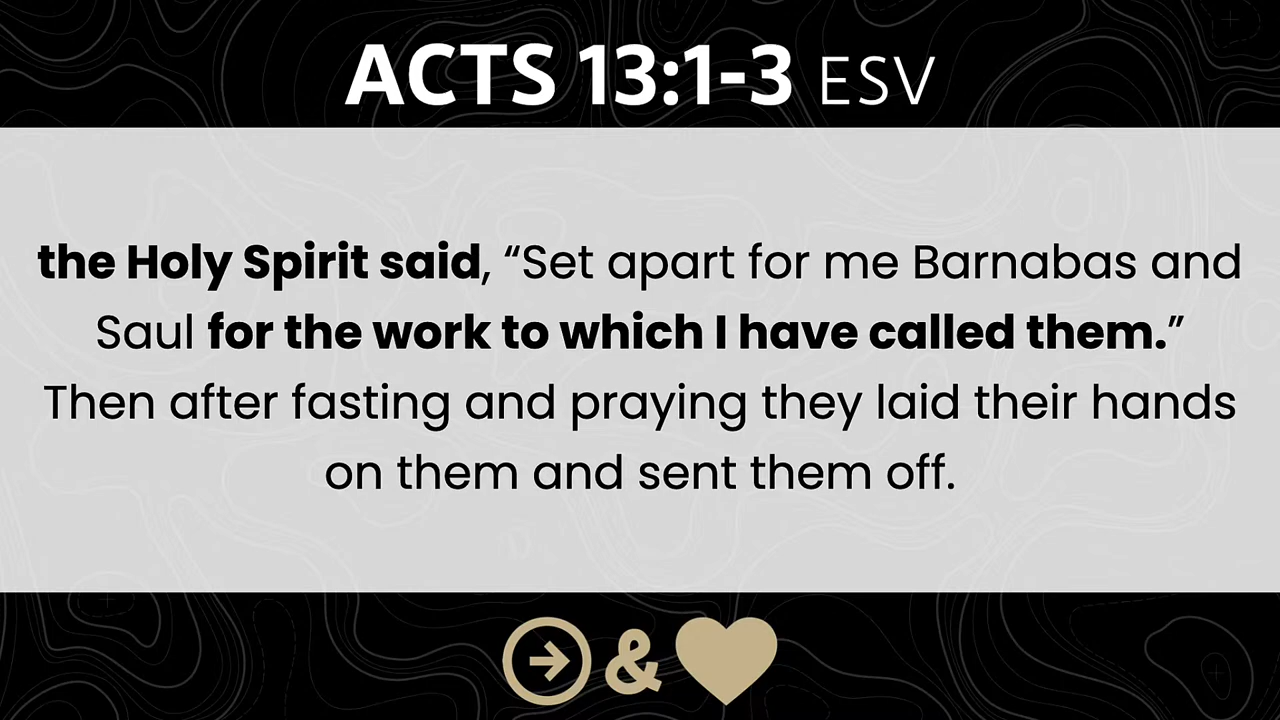 ACTS 13:1-3 ESV
the Holy Spirit said, “Set apart for me Barnabas and
Saul for the work to which I have called them.”
Then after fasting and praying they laid their hands
on them and sent them off.
&